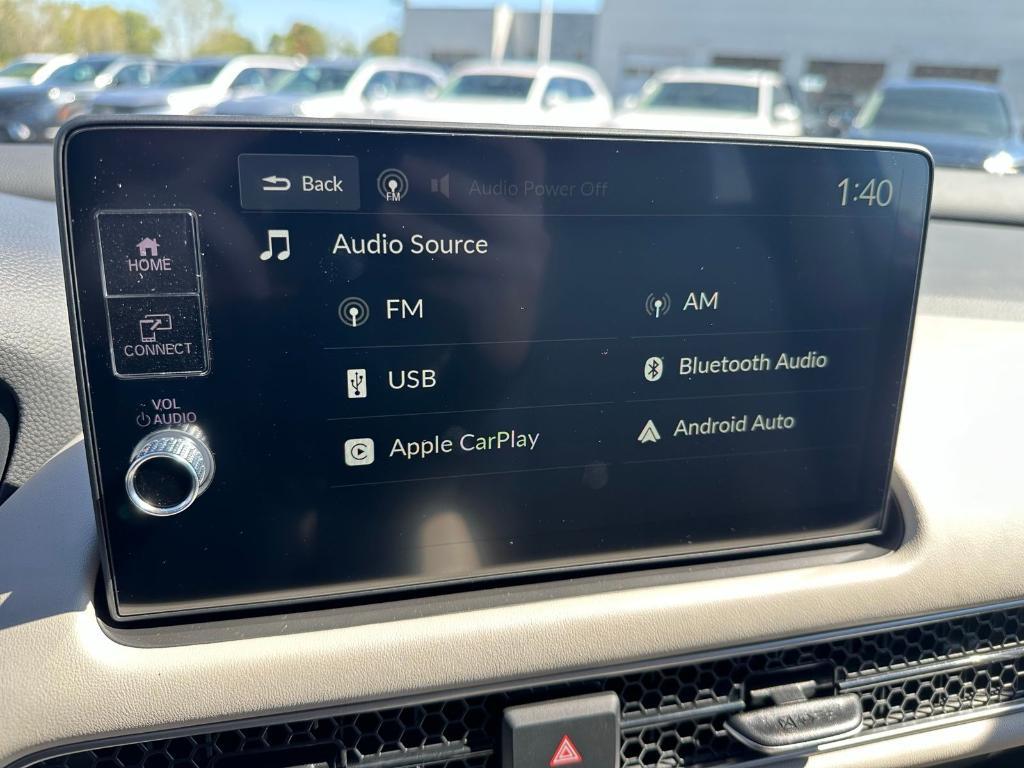 Back
FM
Audio Power Off
1:40
HOME
CONNECT
VOL
AUDIO
Audio Source
FM
AM
USB
Bluetooth Audio
Apple CarPlay
Android Auto